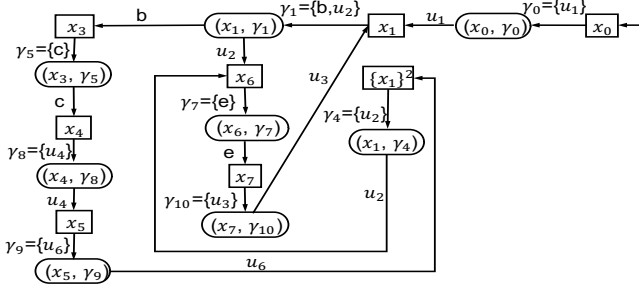 x₃ b (x₁, γ₁) γ₁={b,u₂} x₁ u₁ (x₀, γ₀) γ₀={u₁} x₀
γ₅={c} u₂
(x₃, γ₅) x₆ u₃ {x₁}²
c γ₇={e} γ₄={u₂}
x₄ (x₆, γ₇) (x₁, γ₄)
γ₈={u₄} e
(x₄, γ₈) x₇
u₄ γ₁₀={u₃} u₂
x₅ (x₇, γ₁₀)
γ₉={u₆}
(x₅, γ₉) u₆